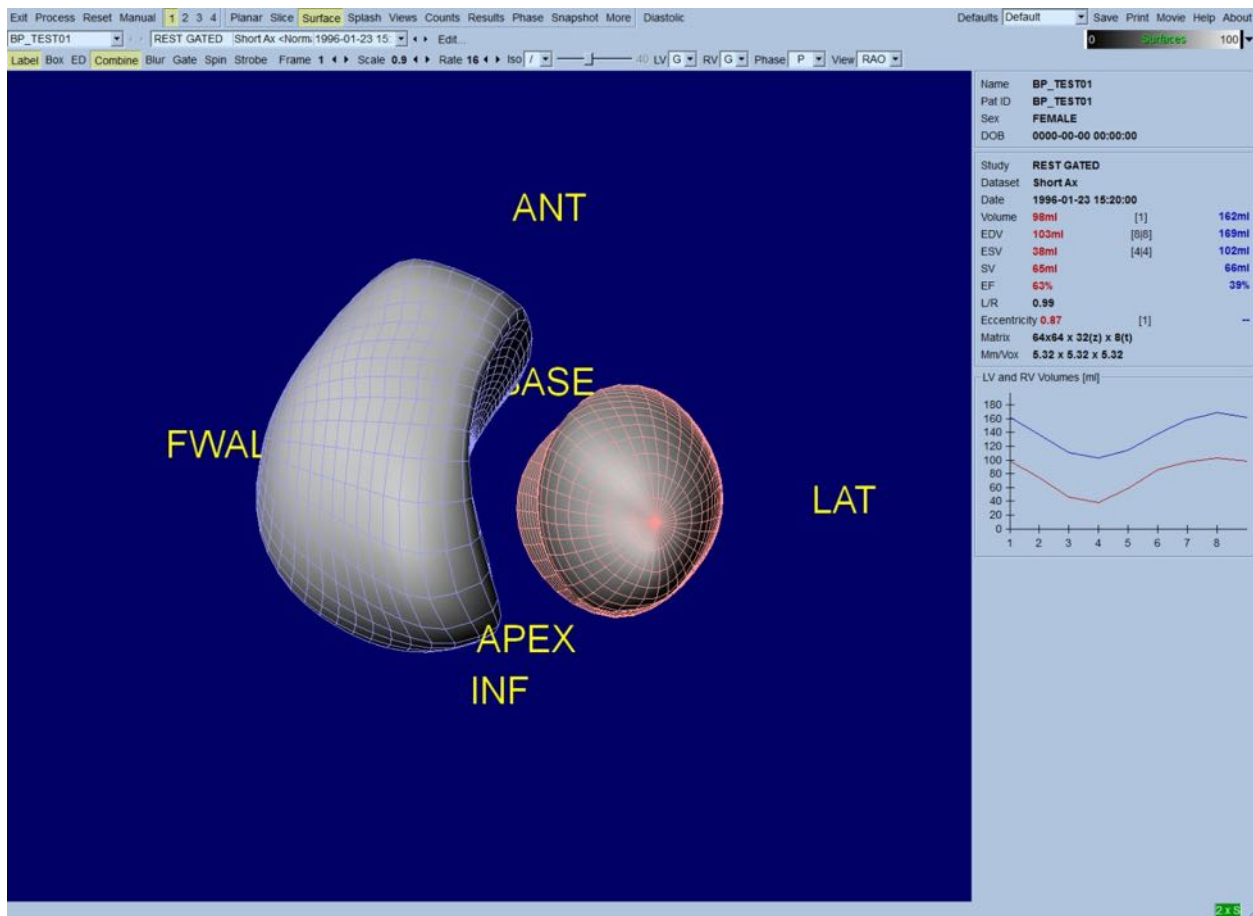 Exit Process Reset Manual 1 2 3 4 Planar Slice Surface Splash Views Counts Results Phase Snapshot More Diastolic Defaults Default Save Print Movie Help About
BP_TEST01 REST GATED Short Ax <Norm 1996-01-23 15: Edit... 0 Surfaces 100
Label Box ED Combine Blur Gate Spin Strobe Frame 1 Scale 0.9 Rate 16 Iso / 40 LV G RV G Phase P View RAO
Name BP_TEST01
Pat ID BP_TEST01
Sex FEMALE
DOB 0000-00-00 00:00:00
Study REST GATED
Dataset Short Ax
Date 1996-01-23 15:20:00
Volume 98ml [1] 162ml
EDV 103ml [8|8] 169ml
ESV 38ml [4|4] 102ml
SV 65ml 66ml
EF 63% 39%
L/R 0.99
Eccentricity 0.87 [1] --
Matrix 64x64 x 32(z) x 8(t)
Mm/Vox 5.32 x 5.32 x 5.32
LV and RV Volumes [ml]
180
160
140
120
100
80
60
40
20
0
1 2 3 4 5 6 7 8
ANT
BASE
FWAL
LAT
APEX
INF
2 x S